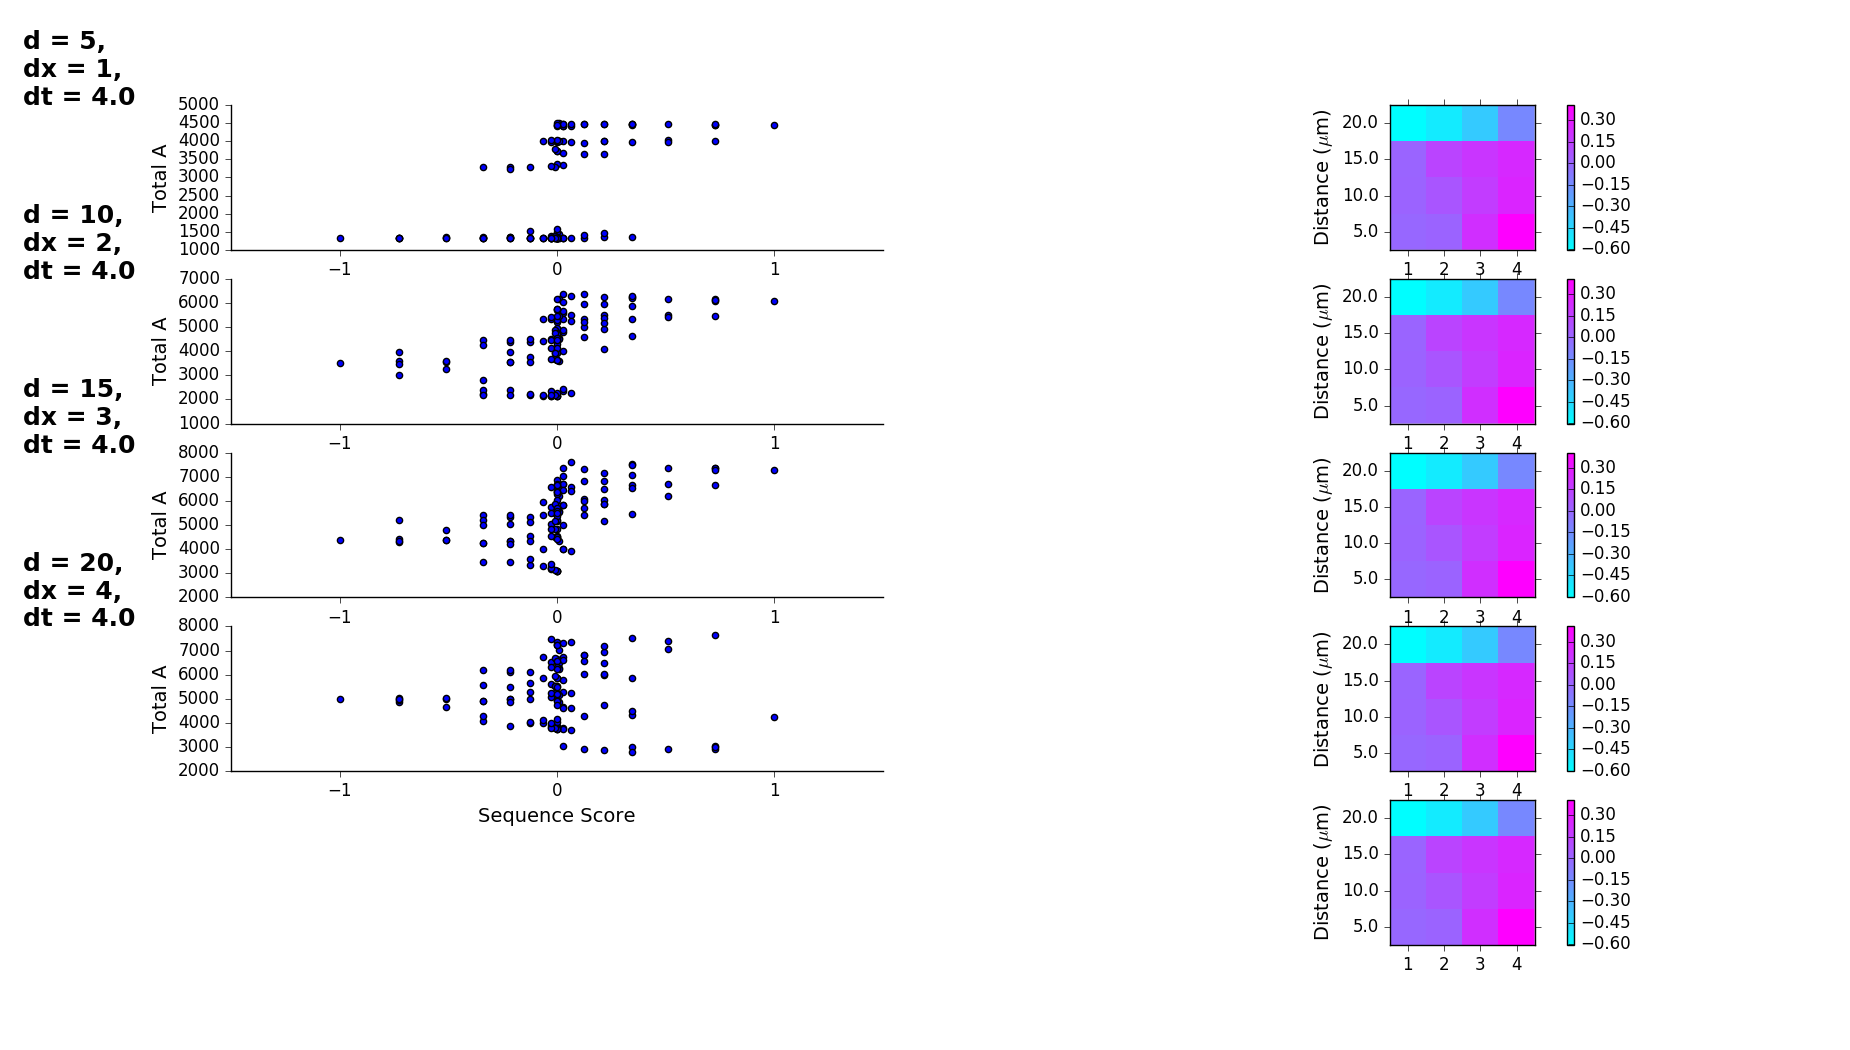 d = 5,
dx = 1,
dt = 4.0
Total A
5000
4500
4000
3500
3000
2500
2000
1500
1000
−1 0 1
d = 10,
dx = 2,
dt = 4.0
Total A
7000
6000
5000
4000
3000
2000
1000
−1 0 1
d = 15,
dx = 3,
dt = 4.0
Total A
8000
7000
6000
5000
4000
3000
2000
−1 0 1
d = 20,
dx = 4,
dt = 4.0
Total A
8000
7000
6000
5000
4000
3000
2000
−1 0 1
Sequence Score
Distance (μm)
20.0
15.0
10.0
5.0
1 2 3 4
0.30
0.15
0.00
−0.15
−0.30
−0.45
−0.60
Distance (μm)
20.0
15.0
10.0
5.0
1 2 3 4
0.30
0.15
0.00
−0.15
−0.30
−0.45
−0.60
Distance (μm)
20.0
15.0
10.0
5.0
1 2 3 4
0.30
0.15
0.00
−0.15
−0.30
−0.45
−0.60
Distance (μm)
20.0
15.0
10.0
5.0
1 2 3 4
0.30
0.15
0.00
−0.15
−0.30
−0.45
−0.60
Distance (μm)
20.0
15.0
10.0
5.0
1 2 3 4
0.30
0.15
0.00
−0.15
−0.30
−0.45
−0.60